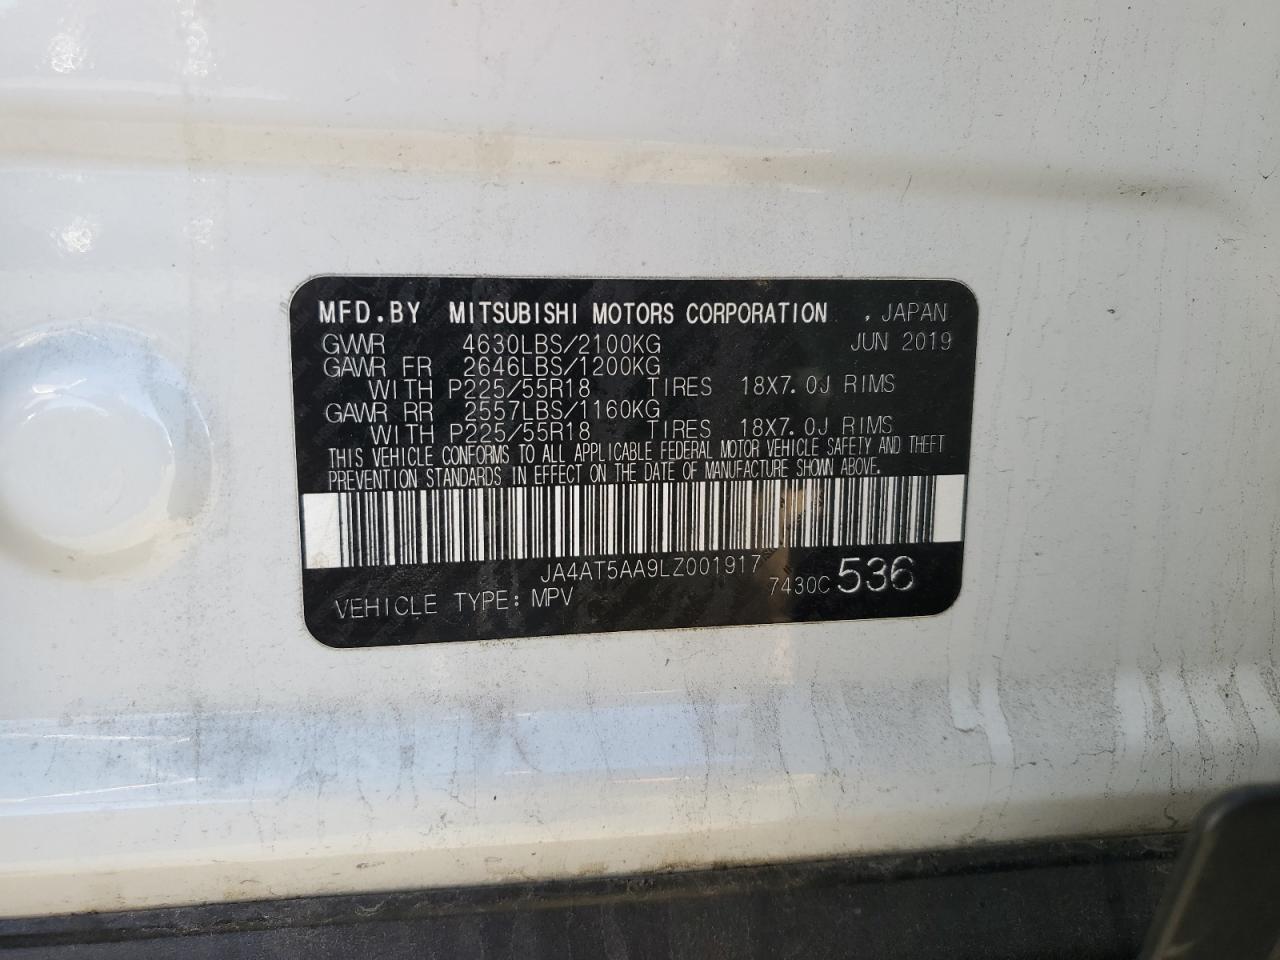 MFD.BY MITSUBISHI MOTORS CORPORATION , JAPAN
GVWR 4630LBS/2100KG JUN 2019
GAWR FR 2646LBS/1200KG
WITH P225/55R18 TIRES 18X7.0J RIMS
GAWR RR 2557LBS/1160KG
WITH P225/55R18 TIRES 18X7.0J RIMS
THIS VEHICLE CONFORMS TO ALL APPLICABLE FEDERAL MOTOR VEHICLE SAFETY AND THEFT
PREVENTION STANDARDS IN EFFECT ON THE DATE OF MANUFACTURE SHOWN ABOVE.
JA4AT5AA9LZ001917
VEHICLE TYPE: MPV 7430C 536